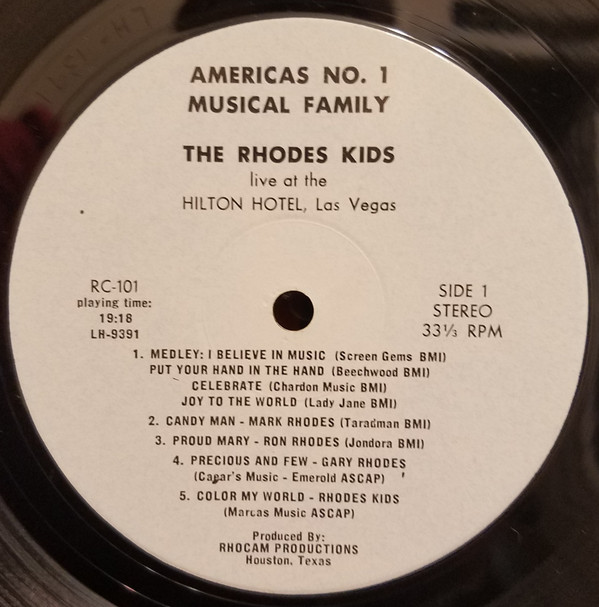 AMERICAS NO. 1
MUSICAL FAMILY
THE RHODES KIDS
live at the
HILTON HOTEL, Las Vegas
RC-101
playing time:
19:18
LH-9391
SIDE 1
STEREO
33⅓ RPM
1. MEDLEY: I BELIEVE IN MUSIC (Screen Gems BMI)
PUT YOUR HAND IN THE HAND (Beechwood BMI)
CELEBRATE (Chardon Music BMI)
JOY TO THE WORLD (Lady Jane BMI)
2. CANDY MAN - MARK RHODES (Taradman BMI)
3. PROUD MARY - RON RHODES (Jondora BMI)
4. PRECIOUS AND FEW - GARY RHODES
(Capar's Music - Emerold ASCAP)
5. COLOR MY WORLD - RHODES KIDS
(Marcas Music ASCAP)
Produced By:
RHOCAM PRODUCTIONS
Houston, Texas